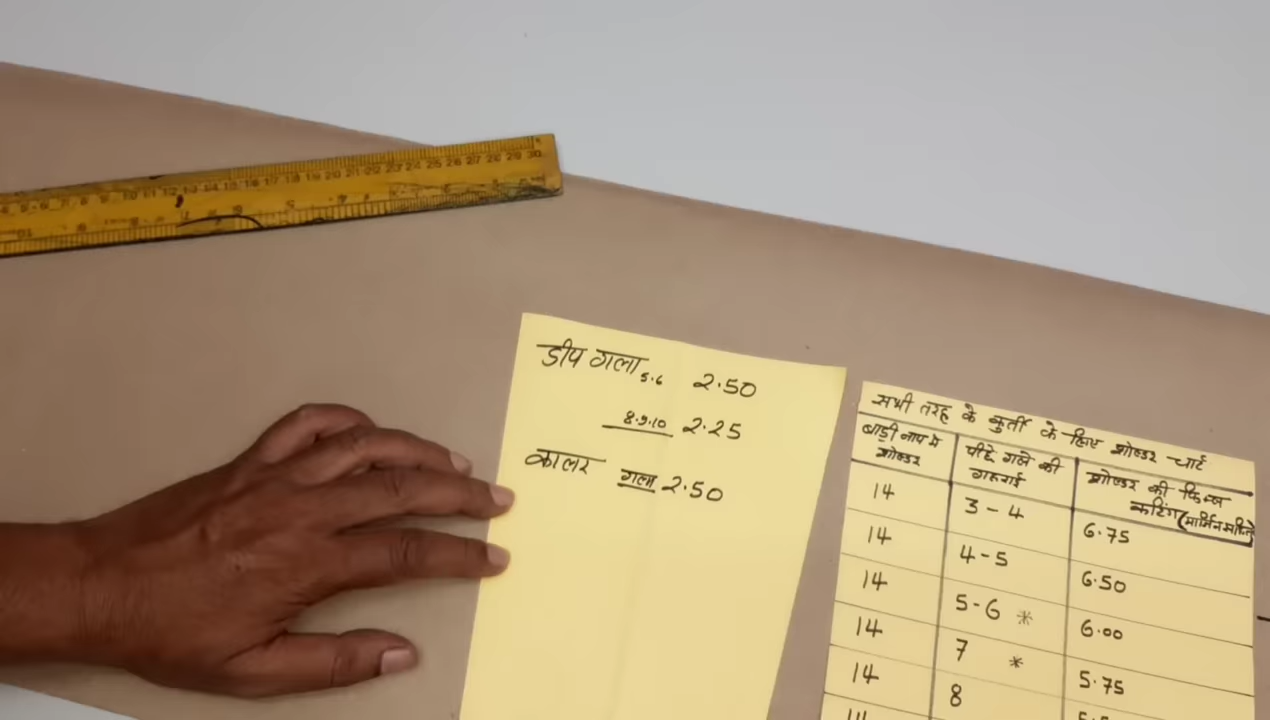 डीप गला 5.6 2.50
8.9.10 2.25
कालर गला 2.50
सभी तरह के कुर्ती के लिए शोल्डर चार्ट
बाडी नाप मे शोल्डर
पीछे गले की गहराई
शोल्डर की फिनिश कटिंग (मार्जिन सहित)
14 3-4 6.75
14 4-5 6.50
14 5-6 * 6.00
14 7 * 5.75
14 8